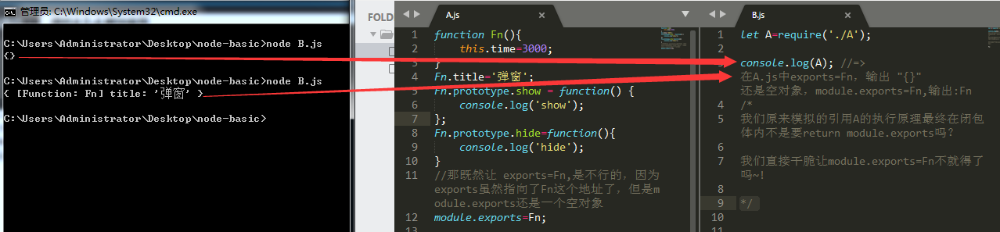 管理员: C:\Windows\System32\cmd.exe
C:\Users\Administrator\Desktop\node-basic>node B.js
{}
C:\Users\Administrator\Desktop\node-basic>node B.js
{ [Function: Fn] title: '弹窗' }
C:\Users\Administrator\Desktop\node-basic>
FOLD
A.js
1 function Fn(){
2 this.time=3000;
3 }
4 Fn.title='弹窗';
5 Fn.prototype.show = function() {
6 console.log('show');
7 };
8 Fn.prototype.hide=function(){
9 console.log('hide');
10 }
11 //那既然让 exports=Fn,是不行的，因为
exports虽然指向了Fn这个地址了，但是m
odule.exports还是一个空对象
12 module.exports=Fn;
13
B.js
1 let A=require('./A');
2
3 console.log(A); //=>
在A.js中exports=Fn，输出 "{}"
还是空对象，module.exports=Fn,输出:Fn
4 /*
5 我们原来模拟的引用A的执行原理最终在闭包
体内不是要return module.exports吗?
6
7 我们直接干脆让module.exports=Fn不就得了
吗~!
8
9 */
10
11